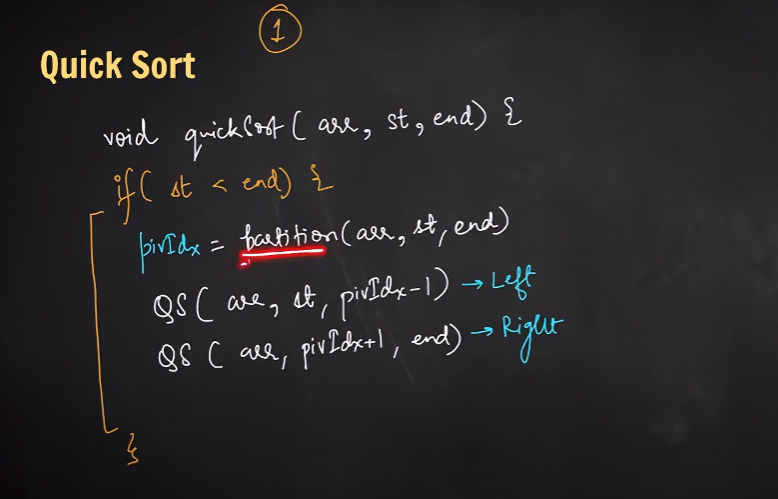 1
Quick Sort
void quickSort( arr, st, end) {
if( st < end) {
pivIdx = partition(arr, st, end)
QS( arr, st, pivIdx-1) → Left
QS ( arr, pivIdx+1, end) → Right
}